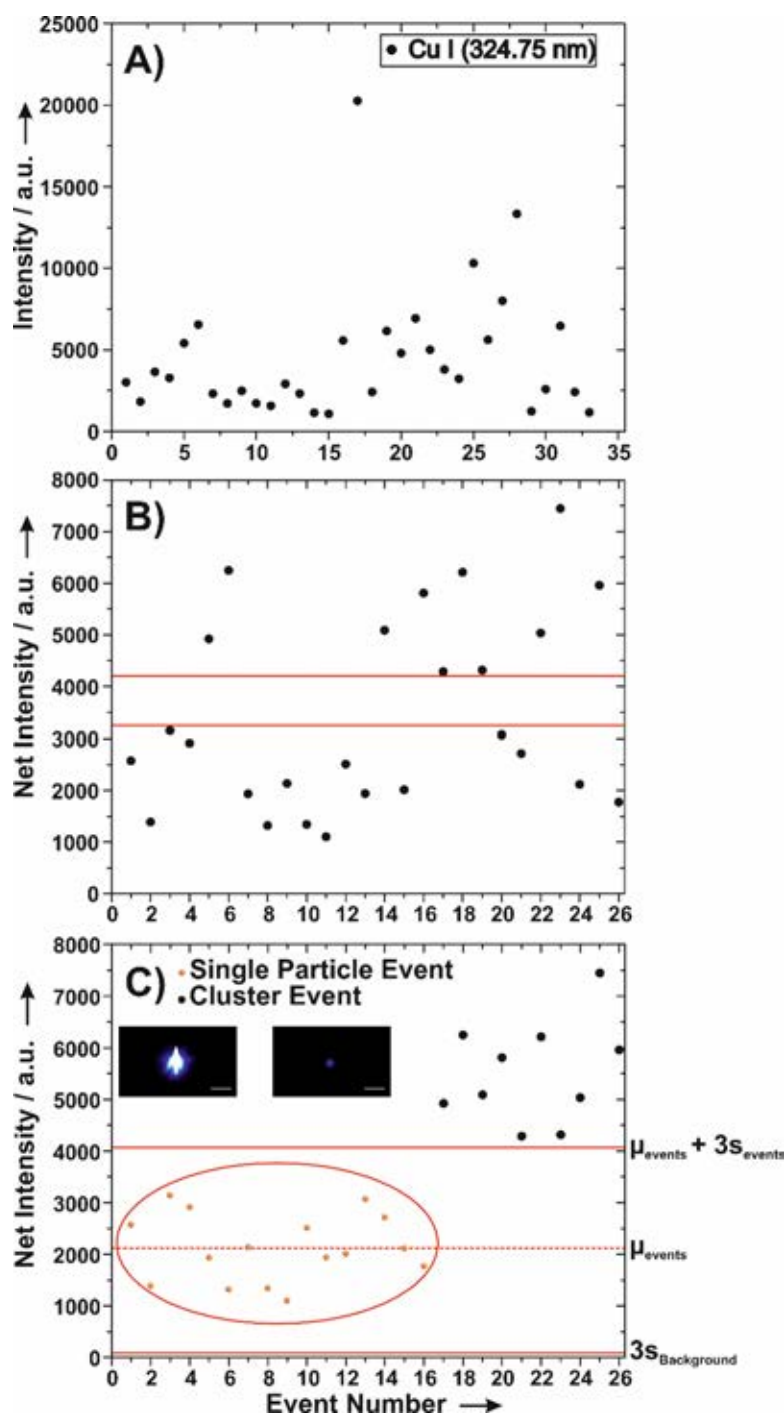 A)
Cu I (324.75 nm)
Intensity / a.u.
25000
20000
15000
10000
5000
0
0 5 10 15 20 25 30 35
B)
Net Intensity / a.u.
8000
7000
6000
5000
4000
3000
2000
1000
0
0 2 4 6 8 10 12 14 16 18 20 22 24 26
C)
Single Particle Event
Cluster Event
Net Intensity / a.u.
8000
7000
6000
5000
4000
3000
2000
1000
0
μevents + 3sevents
μevents
3sBackground
0 2 4 6 8 10 12 14 16 18 20 22 24 26
Event Number